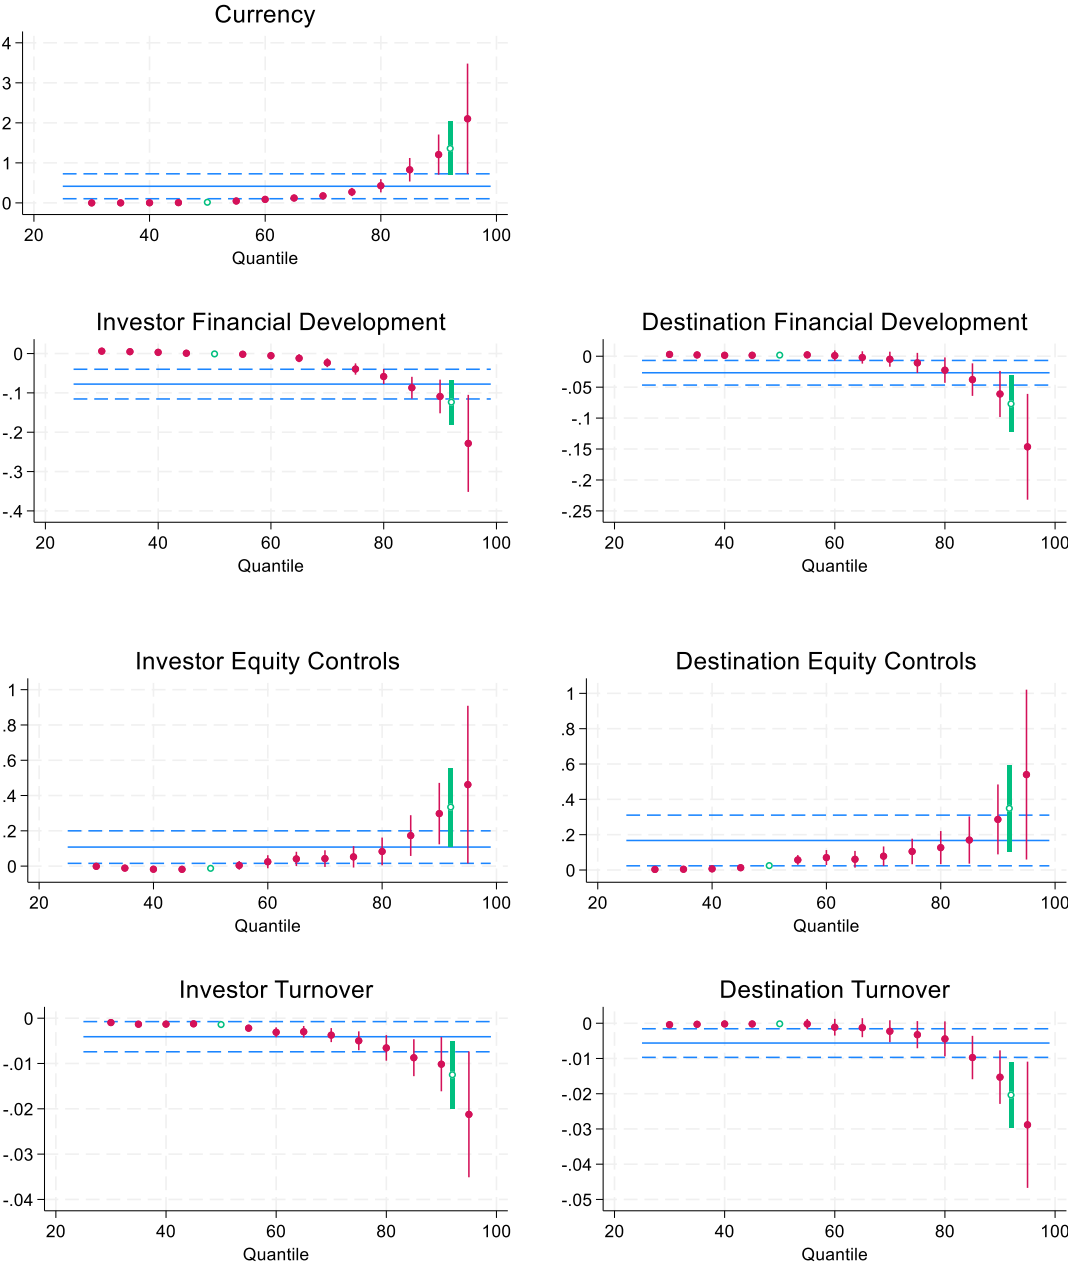 Currency
4
3
2
1
0
20 40 60 80 100
Quantile
Investor Financial Development
0
-.1
-.2
-.3
-.4
20 40 60 80 100
Quantile
Destination Financial Development
0
-.05
-.1
-.15
-.2
-.25
20 40 60 80 100
Quantile
Investor Equity Controls
1
.8
.6
.4
.2
0
20 40 60 80 100
Quantile
Destination Equity Controls
1
.8
.6
.4
.2
0
20 40 60 80 100
Quantile
Investor Turnover
0
-.01
-.02
-.03
-.04
20 40 60 80 100
Quantile
Destination Turnover
0
-.01
-.02
-.03
-.04
-.05
20 40 60 80 100
Quantile